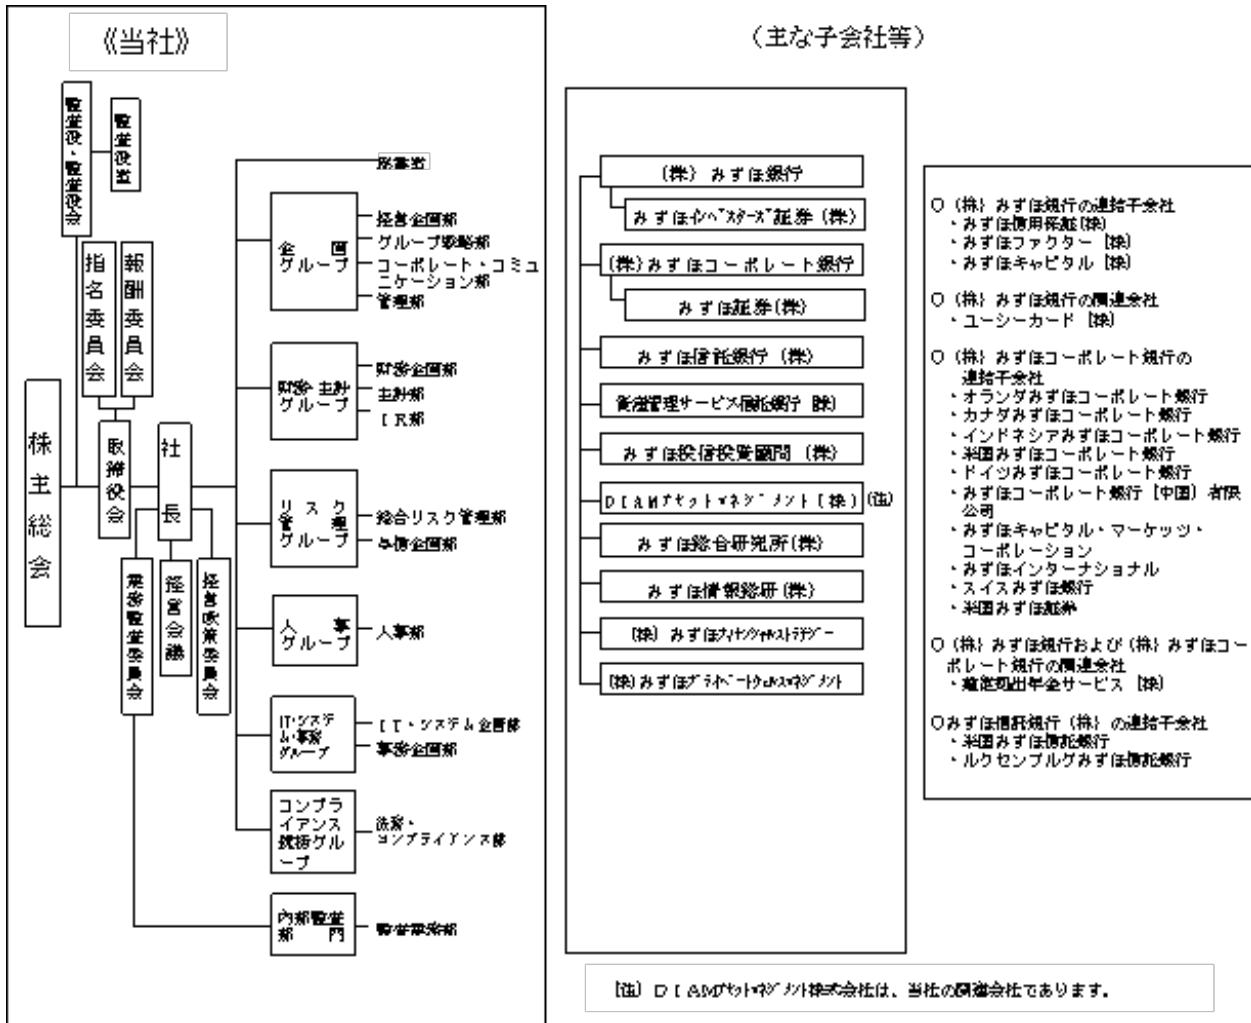 《当社》
(主な子会社等)
監査役・監査役会
監査役室
指名委員会
報酬委員会
株主総会
取締役会
社長
業務監査委員会
経営会議
経営政策委員会
秘書室
企画
グループ
経営企画部
グループ戦略部
コーポレート・コミュ
ニケーション部
管理部
財務・主計
グループ
財務企画部
主計部
IR部
リスク
管理
グループ
総合リスク管理部
与信企画部
人事
グループ
人事部
IT・システ
ム・事務
グループ
IT・システム企画部
事務企画部
コンプラ
イアンス
統括グル
ープ
法務・
コンプライアンス部
内部監査
部門
監査業務部
(株) みずほ銀行
みずほインベスターズ証券 (株)
(株) みずほコーポレート銀行
みずほ証券 (株)
みずほ信託銀行 (株)
資産管理サービス信託銀行 (株)
みずほ投信投資顧問 (株)
DIAMアセットマネジメント (株) (注)
みずほ総合研究所 (株)
みずほ情報総研 (株)
(株) みずほフィナンシャルストラテジー
(株) みずほプライベートウェルスマネジメント
○ (株) みずほ銀行の連結子会社
・みずほ信用保証 (株)
・みずほファクター (株)
・みずほキャピタル (株)
○ (株) みずほ銀行の関連会社
・ユーシーカード (株)
○ (株) みずほコーポレート銀行の
連結子会社
・オランダみずほコーポレート銀行
・カナダみずほコーポレート銀行
・インドネシアみずほコーポレート銀行
・米国みずほコーポレート銀行
・ドイツみずほコーポレート銀行
・みずほコーポレート銀行 (中国) 有限
公司
・みずほキャピタル・マーケッツ・
コーポレーション
・みずほインターナショナル
・スイスみずほ銀行
・米国みずほ証券
○ (株) みずほ銀行および (株) みずほコー
ポレート銀行の関連会社
・確定拠出年金サービス (株)
○みずほ信託銀行 (株) の連結子会社
・米国みずほ信託銀行
・ルクセンブルグみずほ信託銀行
(注) DIAMアセットマネジメント株式会社は、当社の関連会社であります。